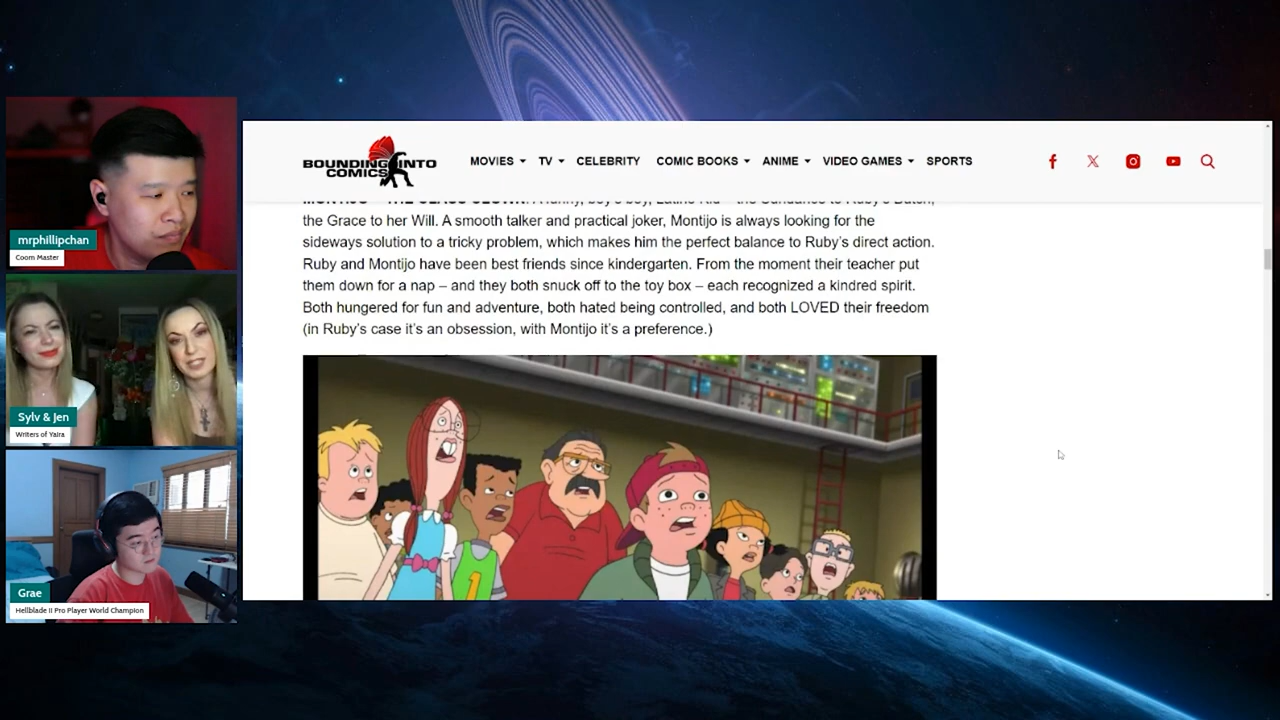 BOUNDING INTO
COMICS
MOVIES TV CELEBRITY COMIC BOOKS ANIME VIDEO GAMES SPORTS
the Grace to her Will. A smooth talker and practical joker, Montijo is always looking for the
sideways solution to a tricky problem, which makes him the perfect balance to Ruby's direct action.
Ruby and Montijo have been best friends since kindergarten. From the moment their teacher put
them down for a nap – and they both snuck off to the toy box – each recognized a kindred spirit.
Both hungered for fun and adventure, both hated being controlled, and both LOVED their freedom
(in Ruby's case it's an obsession, with Montijo it's a preference.)
mrphillipchan
Coom Master
Sylv & Jen
Writers of Yaira
Grae
Hellblade II Pro Player World Champion
1